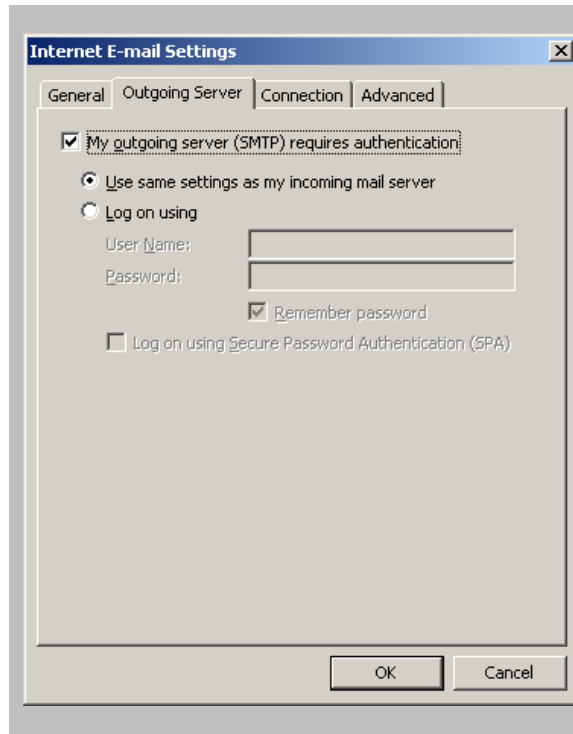 Internet E-mail Settings
General Outgoing Server Connection Advanced
My outgoing server (SMTP) requires authentication
Use same settings as my incoming mail server
Log on using
User Name:
Password:
Remember password
Log on using Secure Password Authentication (SPA)
OK Cancel